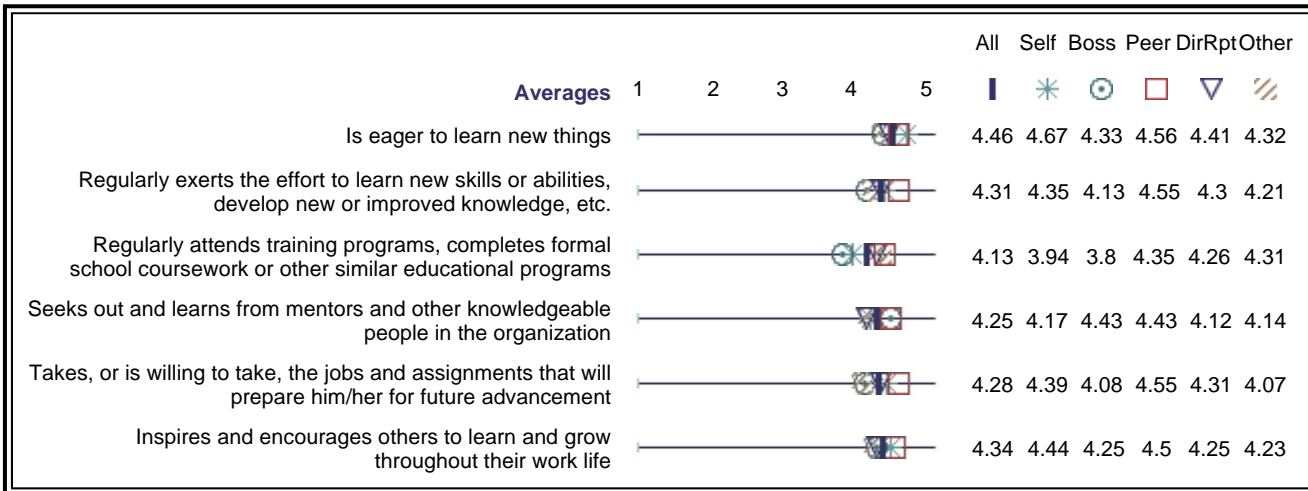 All Self Boss Peer DirRpt Other
Averages 1 2 3 4 5
Is eager to learn new things 4.46 4.67 4.33 4.56 4.41 4.32
Regularly exerts the effort to learn new skills or abilities,
develop new or improved knowledge, etc. 4.31 4.35 4.13 4.55 4.3 4.21
Regularly attends training programs, completes formal
school coursework or other similar educational programs 4.13 3.94 3.8 4.35 4.26 4.31
Seeks out and learns from mentors and other knowledgeable
people in the organization 4.25 4.17 4.43 4.43 4.12 4.14
Takes, or is willing to take, the jobs and assignments that will
prepare him/her for future advancement 4.28 4.39 4.08 4.55 4.31 4.07
Inspires and encourages others to learn and grow
throughout their work life 4.34 4.44 4.25 4.5 4.25 4.23